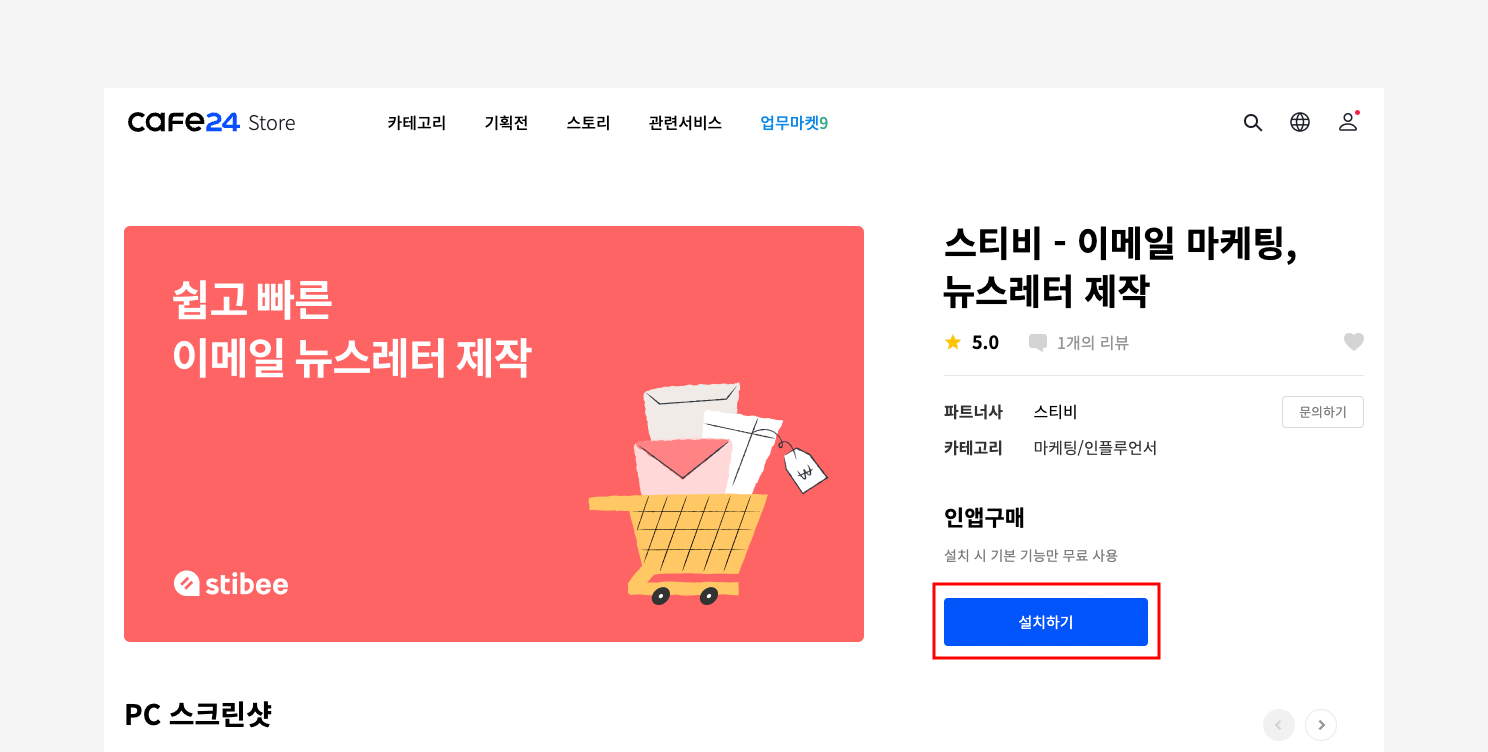 cafe24 Store 카테고리 기획전 스토리 관련서비스 업무마켓9
쉽고 빠른
이메일 뉴스레터 제작
₩
stibee
스티비 - 이메일 마케팅,
뉴스레터 제작
5.0 1개의 리뷰
파트너사 스티비 문의하기
카테고리 마케팅/인플루언서
인앱구매
설치 시 기본 기능만 무료 사용
설치하기
PC 스크린샷